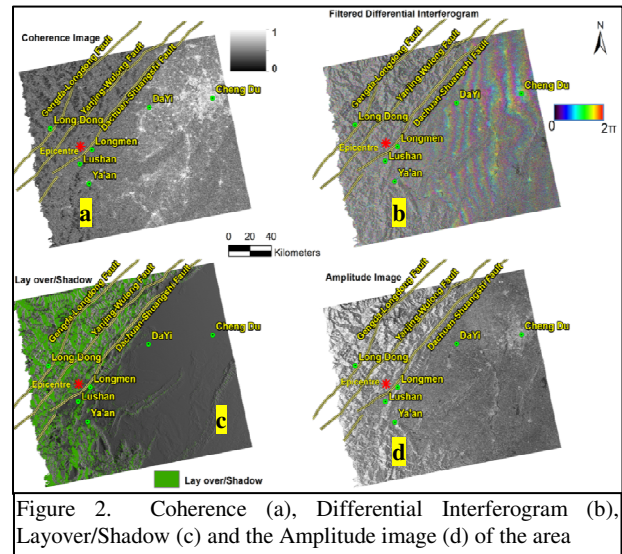 Coherence Image
1
0
Gengda-Longdong Fault
Yanjing-Wulong Fault
Dachuan-Shuangshi Fault
Cheng Du
DaYi
Long Dong
Longmen
Epicentre
Lushan
Ya'an
a
Filtered Differential Interferogram
N
Gengda-Longdong Fault
Yanjing-Wulong Fault
Dachuan-Shuangshi Fault
Cheng Du
DaYi
0
2π
Long Dong
Longmen
Epicentre
Lushan
Ya'an
b
0 20 40
Kilometers
Lay over/Shadow
Gengda-Longdong Fault
Yanjing-Wulong Fault
Dachuan-Shuangshi Fault
Cheng Du
DaYi
Long Dong
Epicentre
Longmen
Lushan
Ya'an
c
Lay over/Shadow
Amplitude Image
Gengda-Longdong Fault
Yanjing-Wulong Fault
Dachuan-Shuangshi Fault
Cheng Du
DaYi
Long Dong
Epicentre
Longmen
Lushan
Ya'an
d
Figure 2. Coherence (a), Differential Interferogram (b),
Layover/Shadow (c) and the Amplitude image (d) of the area